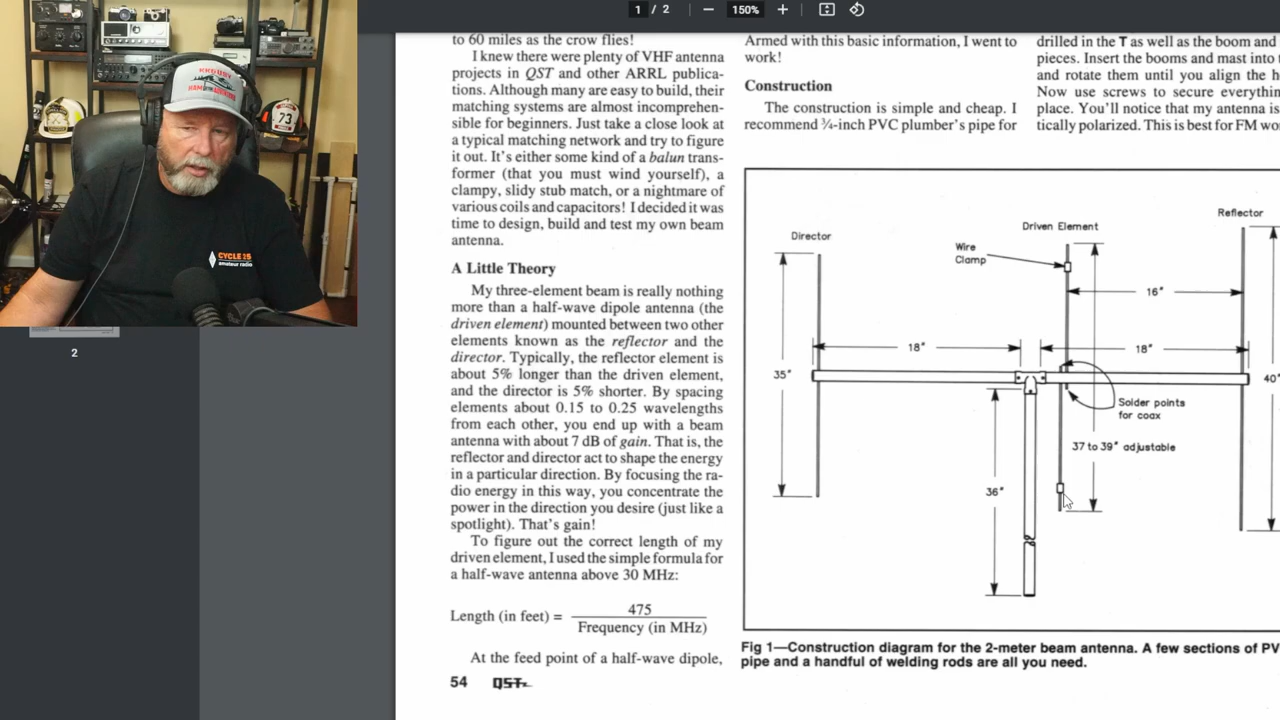 1 / 2
150%
KK6USY
HAM RADIO
73
CYCLE 25
amateur radio
2
to 60 miles as the crow flies!
I knew there were plenty of VHF antenna
projects in QST and other ARRL publica-
tions. Although many are easy to build, their
matching systems are almost incomprehen-
sible for beginners. Just take a close look at
a typical matching network and try to figure
it out. It's either some kind of a balun trans-
former (that you must wind yourself), a
clampy, slidy stub match, or a nightmare of
various coils and capacitors! I decided it was
time to design, build and test my own beam
antenna.
A Little Theory
My three-element beam is really nothing
more than a half-wave dipole antenna (the
driven element) mounted between two other
elements known as the reflector and the
director. Typically, the reflector element is
about 5% longer than the driven element,
and the director is 5% shorter. By spacing
elements about 0.15 to 0.25 wavelengths
from each other, you end up with a beam
antenna with about 7 dB of gain. That is, the
reflector and director act to shape the energy
in a particular direction. By focusing the ra-
dio energy in this way, you concentrate the
power in the direction you desire (just like a
spotlight). That's gain!
To figure out the correct length of my
driven element, I used the simple formula for
a half-wave antenna above 30 MHz:
Length (in feet) = 475
Frequency (in MHz)
At the feed point of a half-wave dipole,
54 QST
Armed with this basic information, I went to
work!
Construction
The construction is simple and cheap. I
recommend ¾-inch PVC plumber's pipe for
drilled in the T as well as the boom and
pieces. Insert the booms and mast into
and rotate them until you align the
Now use screws to secure
place. You'll notice that my antenna is
tically polarized. This is best for FM
Director
Driven Element
Reflector
Wire
Clamp
16"
18"
18"
35"
40"
Solder points
for coax
37 to 39" adjustable
36"
Fig 1—Construction diagram for the 2-meter beam antenna. A few sections of
pipe and a handful of welding rods are all you need.